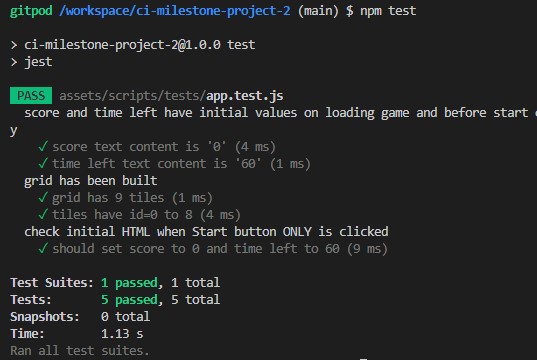 gitpod /workspace/ci-milestone-project-2 (main) $ npm test
> ci-milestone-project-2@1.0.0 test
> jest
PASS assets/scripts/tests/app.test.js
score and time left have initial values on loading game and before start
y
✓ score text content is '0' (4 ms)
✓ time left text content is '60' (1 ms)
grid has been built
✓ grid has 9 tiles (1 ms)
✓ tiles have id=0 to 8 (4 ms)
check initial HTML when Start button ONLY is clicked
✓ should set score to 0 and time left to 60 (9 ms)
Test Suites: 1 passed, 1 total
Tests: 5 passed, 5 total
Snapshots: 0 total
Time: 1.13 s
Ran all test suites.